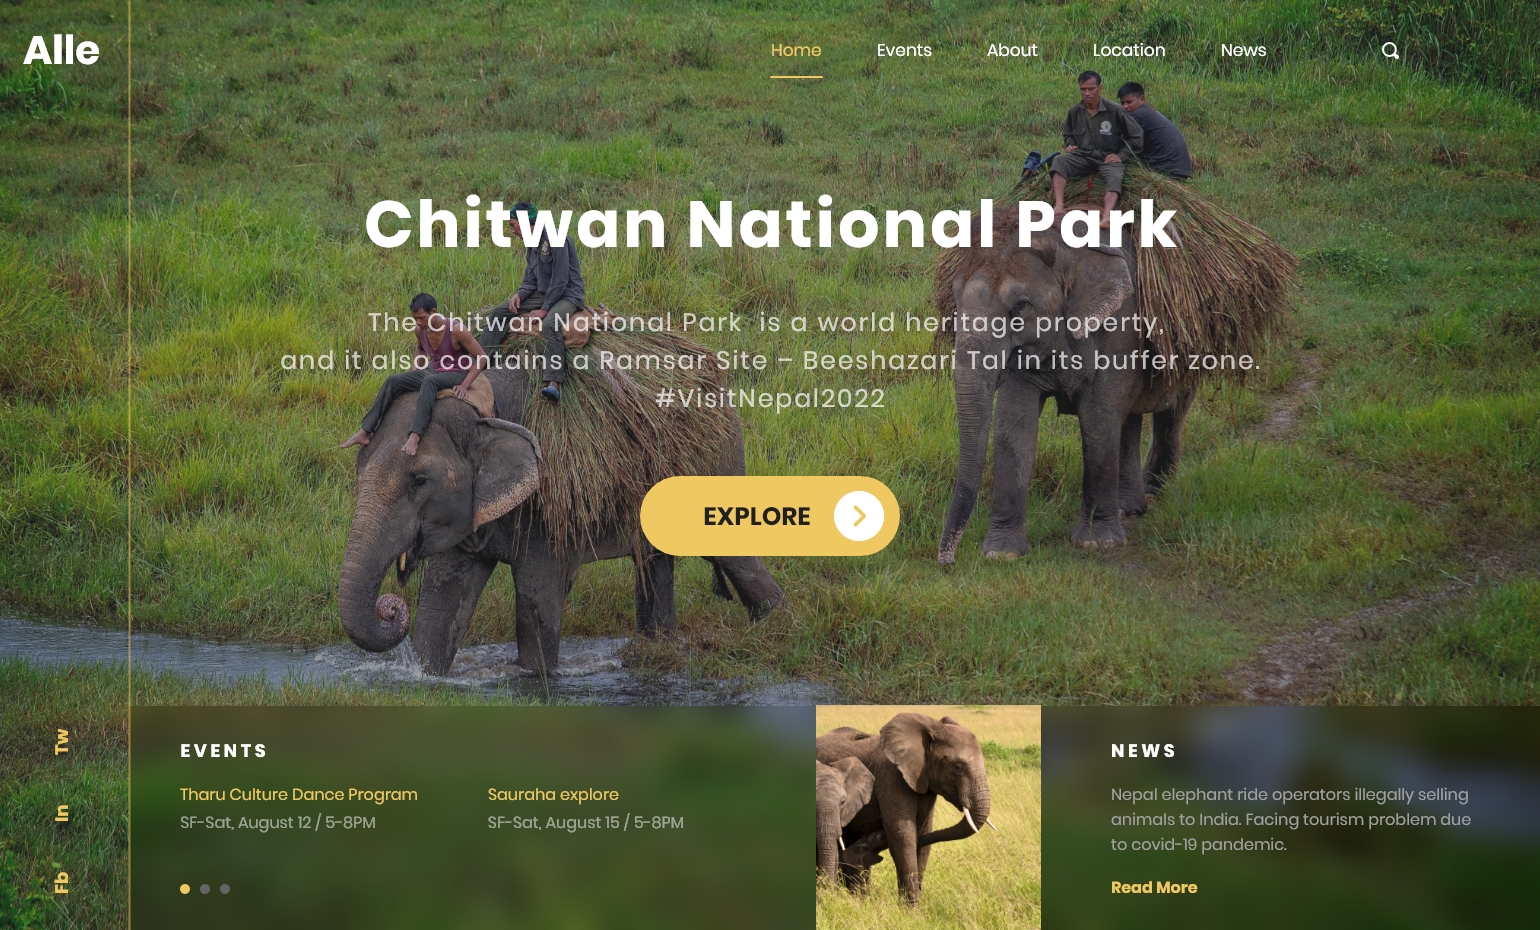 Alle
Home Events About Location News
Chitwan National Park
The Chitwan National Park is a world heritage property,
and it also contains a Ramsar Site – Beeshazari Tal in its buffer zone.
#VisitNepal2022
EXPLORE
Tw
In
Fb
EVENTS
Tharu Culture Dance Program
SF-Sat, August 12 / 5-8PM
Sauraha explore
SF-Sat, August 15 / 5-8PM
NEWS
Nepal elephant ride operators illegally selling
animals to India. Facing tourism problem due
to covid-19 pandemic.
Read More